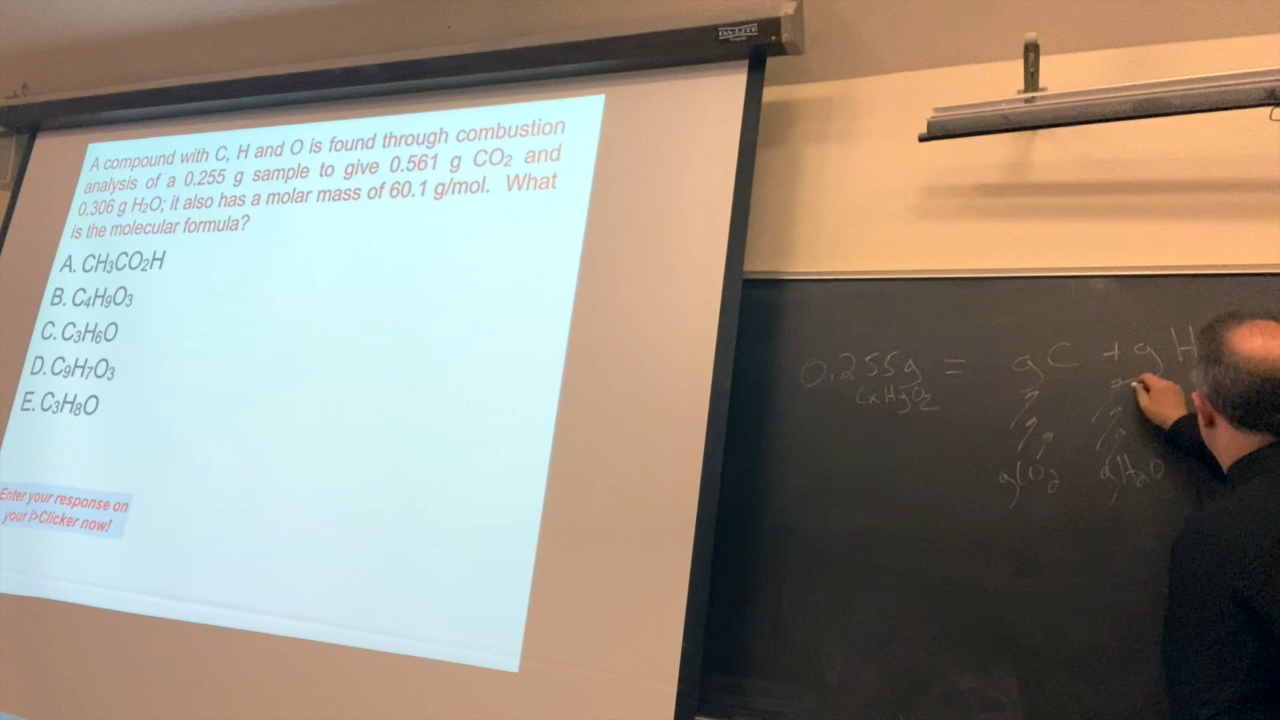 DA-LITE
A compound with C, H and O is found through combustion
analysis of a 0.255 g sample to give 0.561 g CO₂ and
0.306 g H₂O; it also has a molar mass of 60.1 g/mol. What
is the molecular formula?
A. CH₃CO₂H
B. C₄H₉O₃
C. C₃H₆O
D. C₉H₇O₃
E. C₃H₈O
Enter your response on
your i>Clicker now!
0.255g = gC + gH
CxHyOz
gCO₂ gH₂O